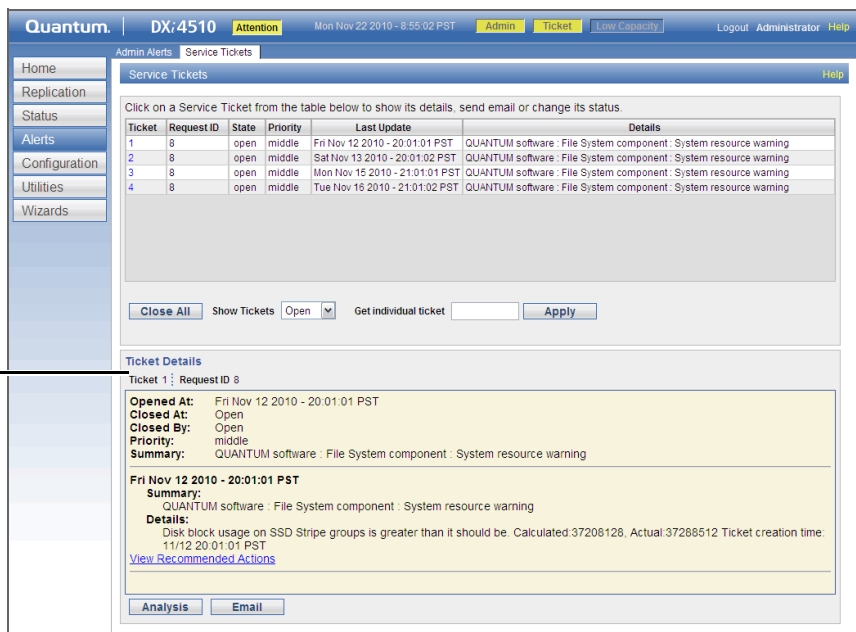 Quantum. DXi4510 Attention Mon Nov 22 2010 - 8:55:02 PST Admin Ticket Low Capacity Logout Administrator Help
Admin Alerts Service Tickets
Home
Replication
Status
Alerts
Configuration
Utilities
Wizards
Service Tickets Help
Click on a Service Ticket from the table below to show its details, send email or change its status.
Ticket Request ID State Priority Last Update Details
1 8 open middle Fri Nov 12 2010 - 20:01:01 PST QUANTUM software : File System component : System resource warning
2 8 open middle Sat Nov 13 2010 - 20:01:02 PST QUANTUM software : File System component : System resource warning
3 8 open middle Mon Nov 15 2010 - 21:01:01 PST QUANTUM software : File System component : System resource warning
4 8 open middle Tue Nov 16 2010 - 21:01:02 PST QUANTUM software : File System component : System resource warning
Close All Show Tickets Open Get individual ticket Apply
Ticket Details
Ticket 1 Request ID 8
Opened At: Fri Nov 12 2010 - 20:01:01 PST
Closed At: Open
Closed By: Open
Priority: middle
Summary: QUANTUM software : File System component : System resource warning
Fri Nov 12 2010 - 20:01:01 PST
Summary:
QUANTUM software : File System component : System resource warning
Details:
Disk block usage on SSD Stripe groups is greater than it should be. Calculated:37208128, Actual:37288512 Ticket creation time:
11/12 20:01:01 PST
View Recommended Actions
Analysis Email